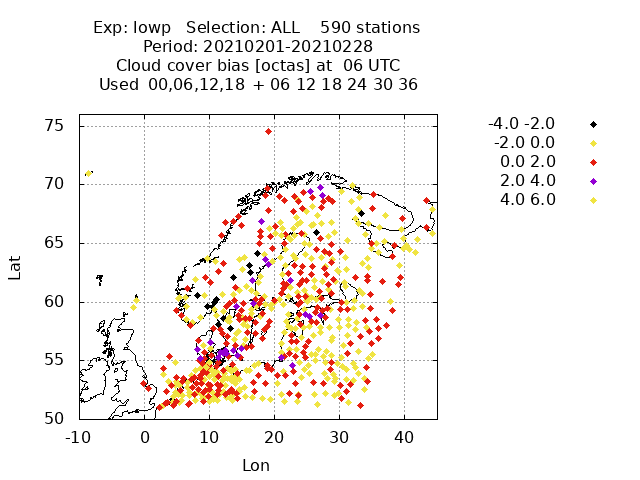 Exp: lowp   Selection: ALL    590 stations
Period: 20210201-20210228
Cloud cover bias [octas] at  06 UTC
Used 00,06,12,18 + 06 12 18 24 30 36
-4.0 -2.0
-2.0 0.0
0.0 2.0
2.0 4.0
4.0 6.0
75
70
65
60
55
50
Lat
-10 0 10 20 30 40
Lon